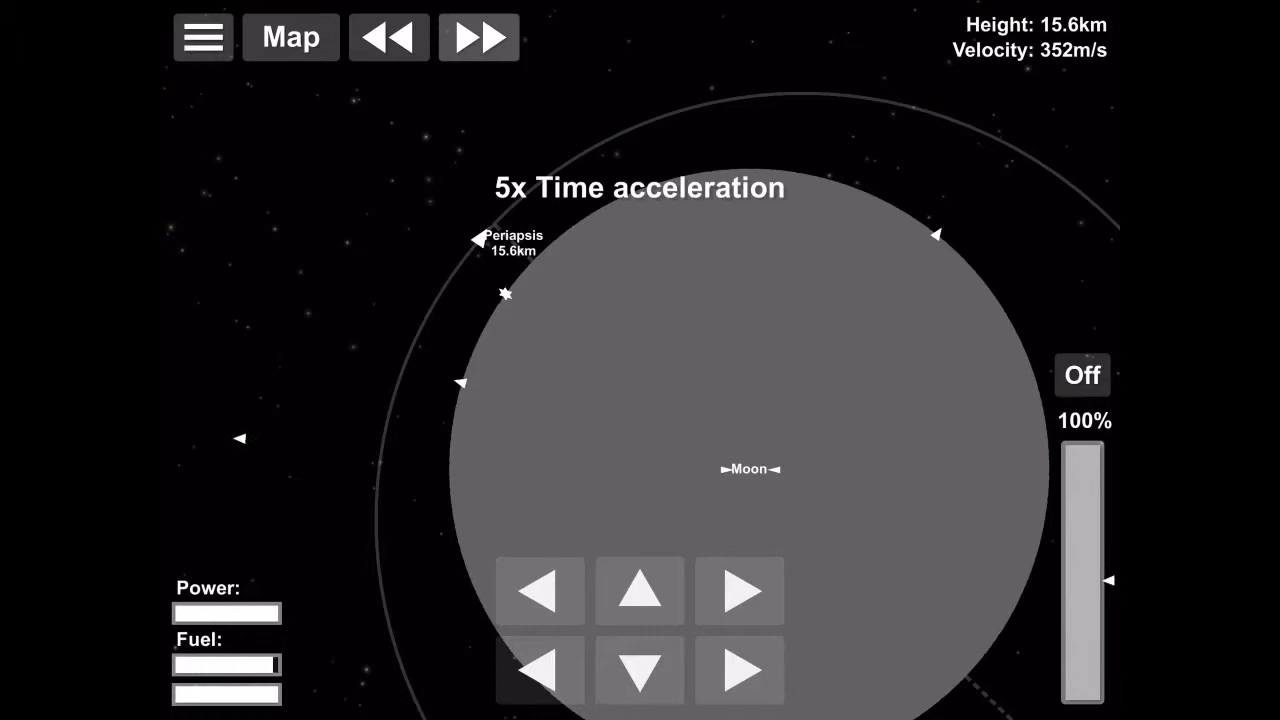 Map
Height: 15.6km
Velocity: 352m/s
5x Time acceleration
Periapsis
15.6km
Off
100%
Moon
Power:
Fuel: